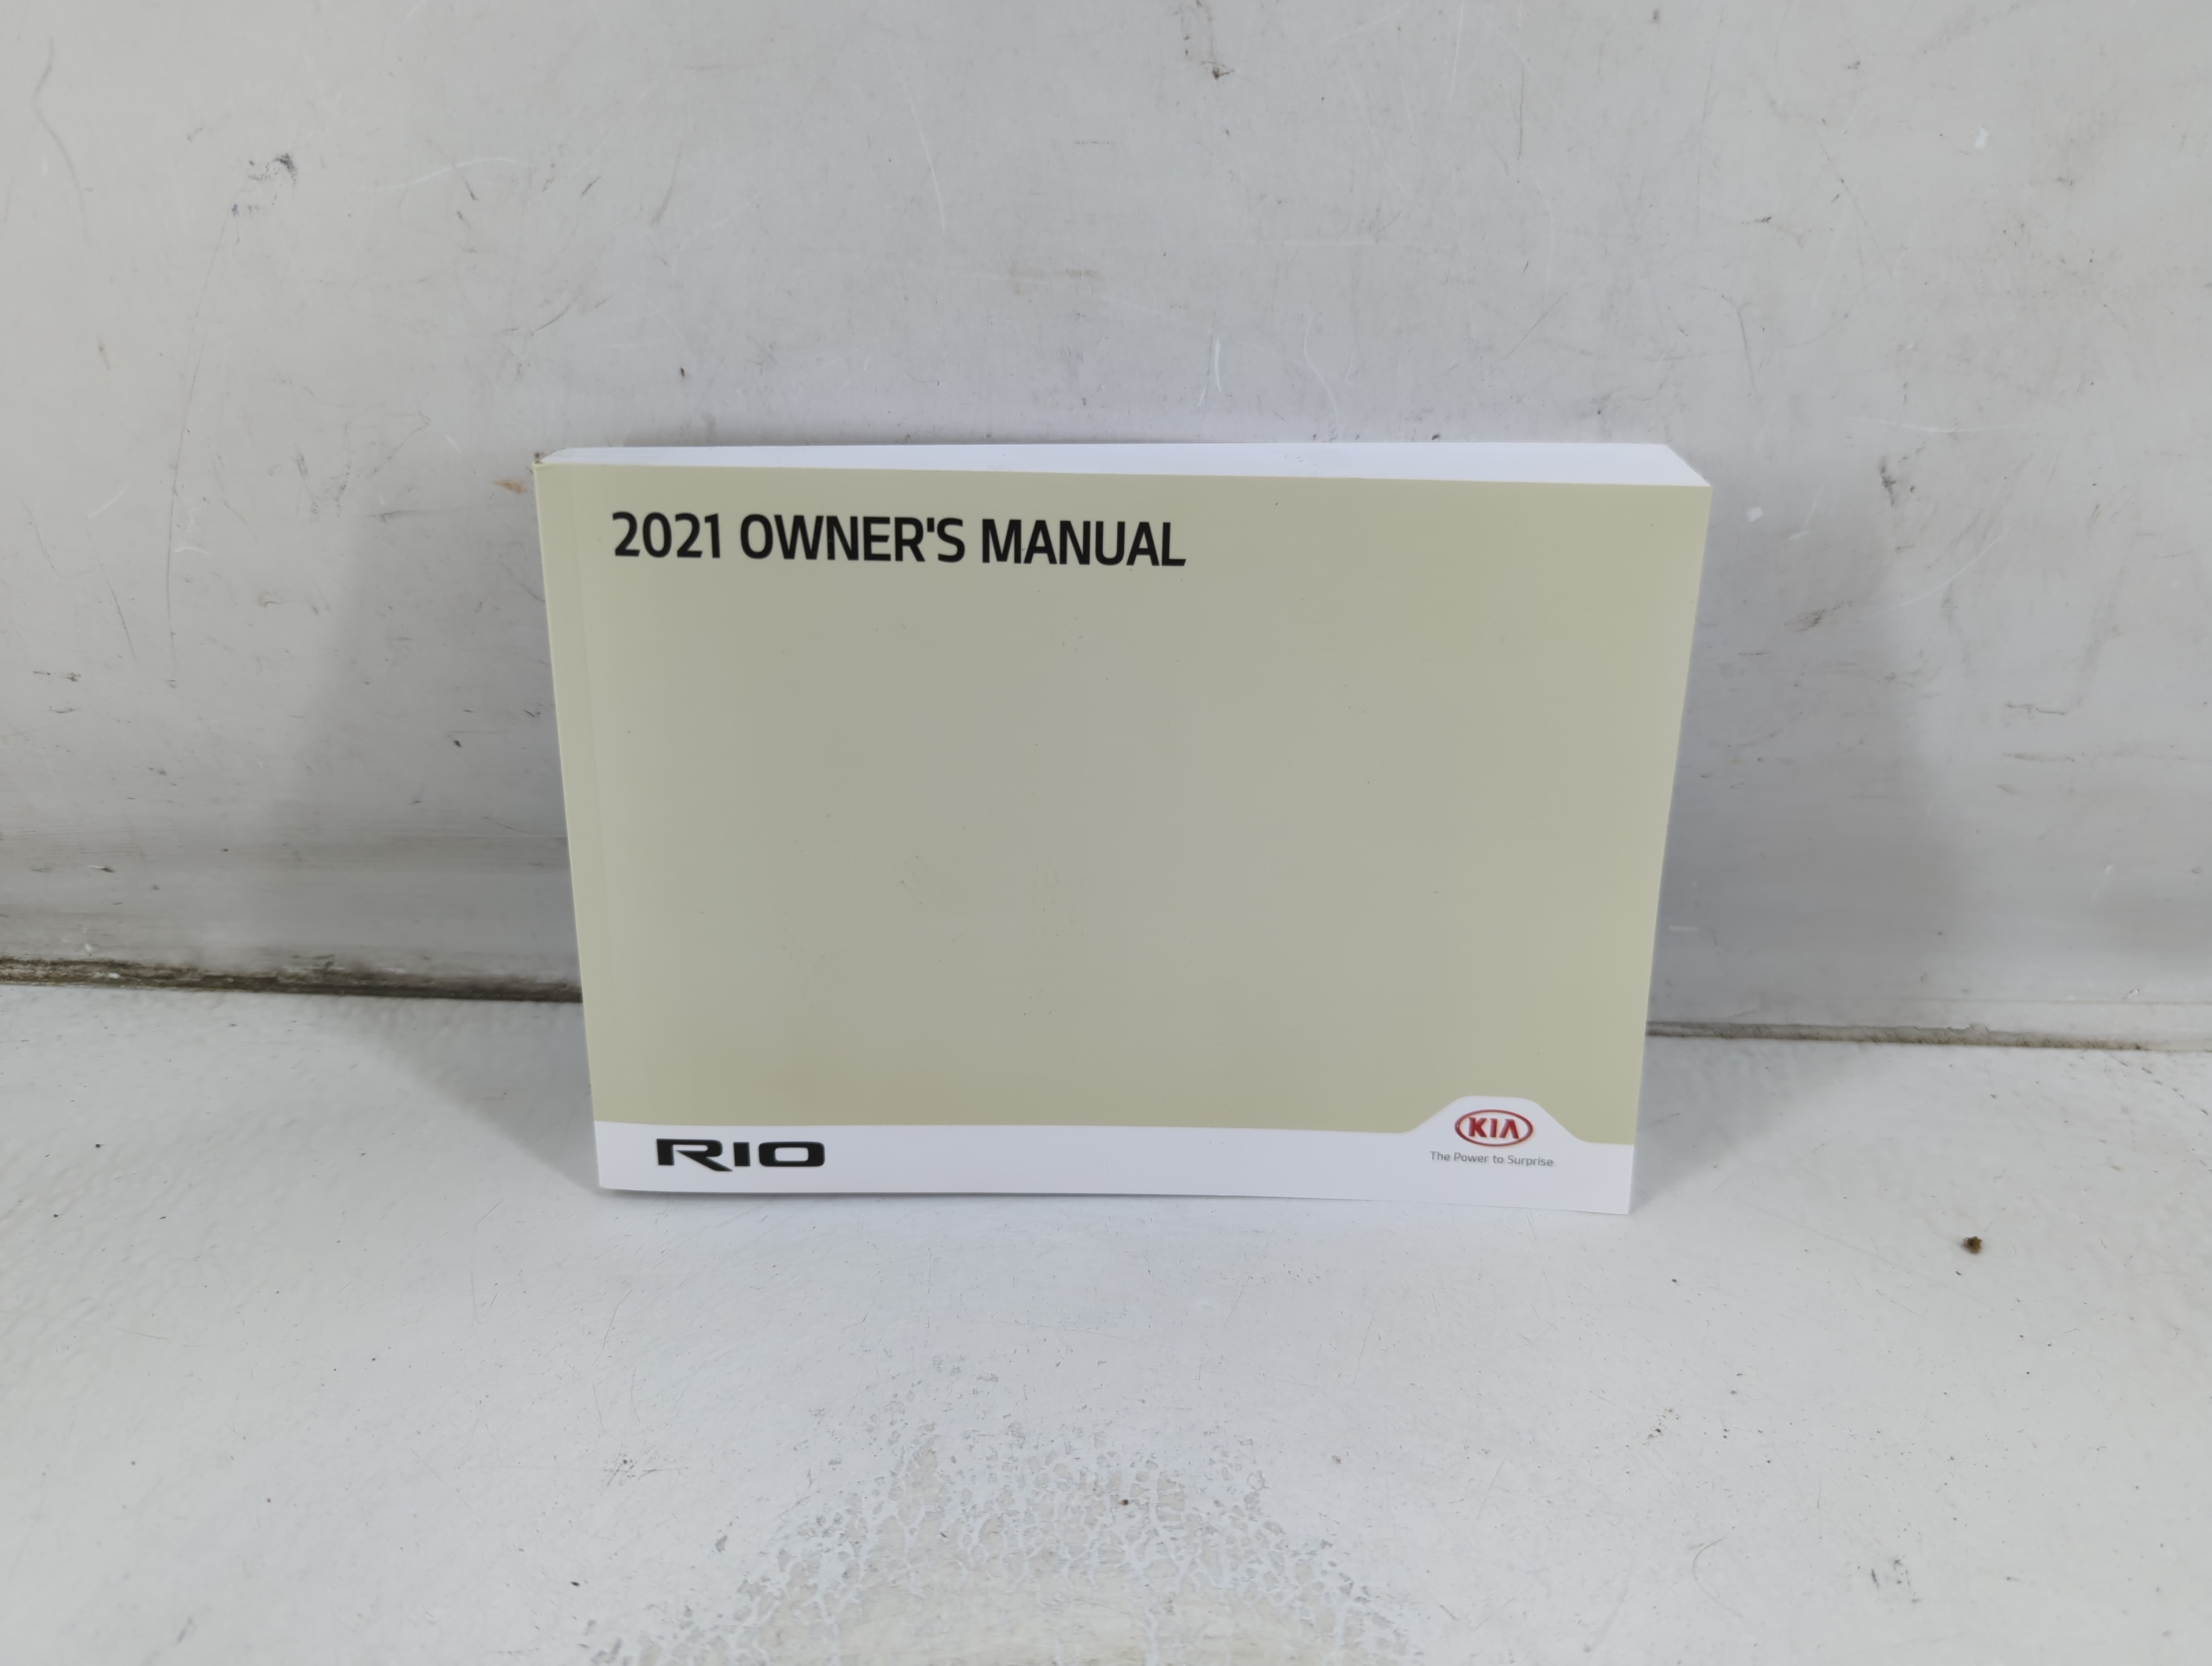 2021 OWNER'S MANUAL
RIO
KIA
The Power to Surprise